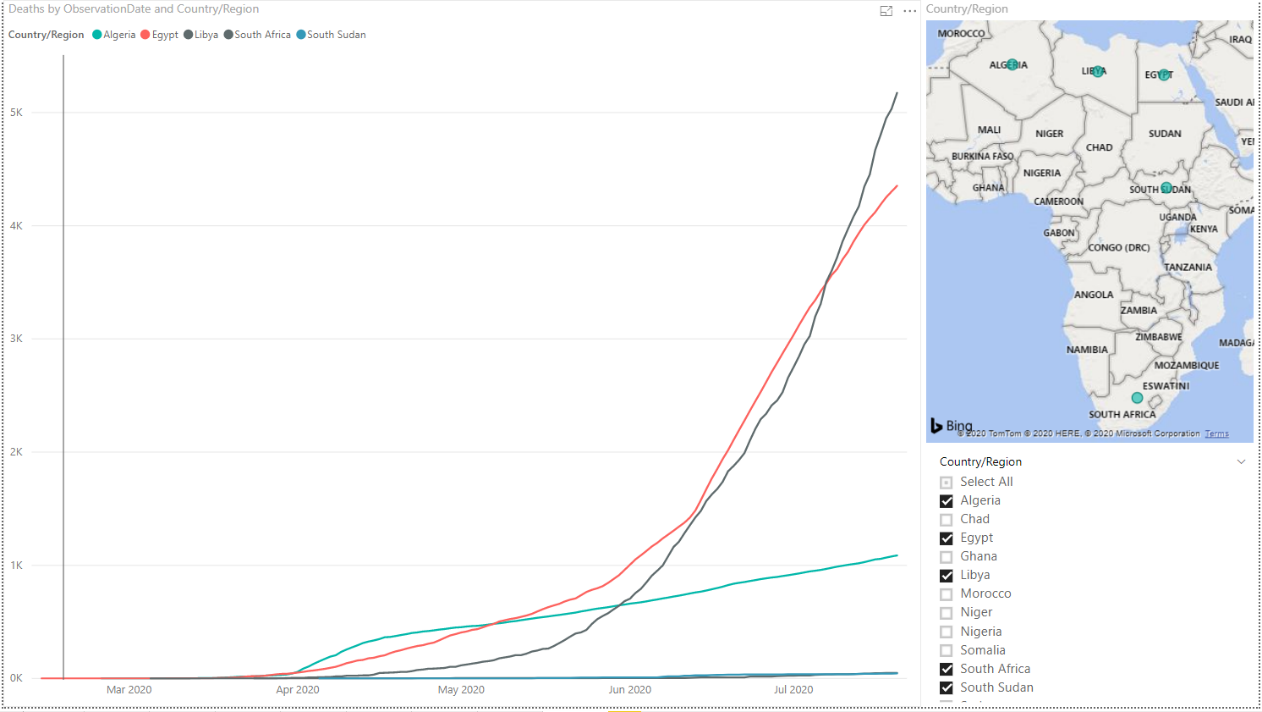 Deaths by ObservationDate and Country/Region
Country/Region Algeria Egypt Libya South Africa South Sudan
5K
4K
3K
2K
1K
0K
Mar 2020 Apr 2020 May 2020 Jun 2020 Jul 2020
Country/Region
MOROCCO
IRAQ
ALGERIA
LIBYA
EGYPT
SAUDI A
MALI
NIGER
SUDAN
YE
CHAD
BURKINA FASO
NIGERIA
GHANA
SOUTH SUDAN
CAMEROON
SOMA
UGANDA
KENYA
GABON
CONGO (DRC)
TANZANIA
ANGOLA
ZAMBIA
ZIMBABWE
MADAGA
NAMIBIA
MOZAMBIQUE
ESWATINI
SOUTH AFRICA
Bing
© 2020 TomTom © 2020 HERE, © 2020 Microsoft Corporation Terms
Country/Region
Select All
Algeria
Chad
Egypt
Ghana
Libya
Morocco
Niger
Nigeria
Somalia
South Africa
South Sudan